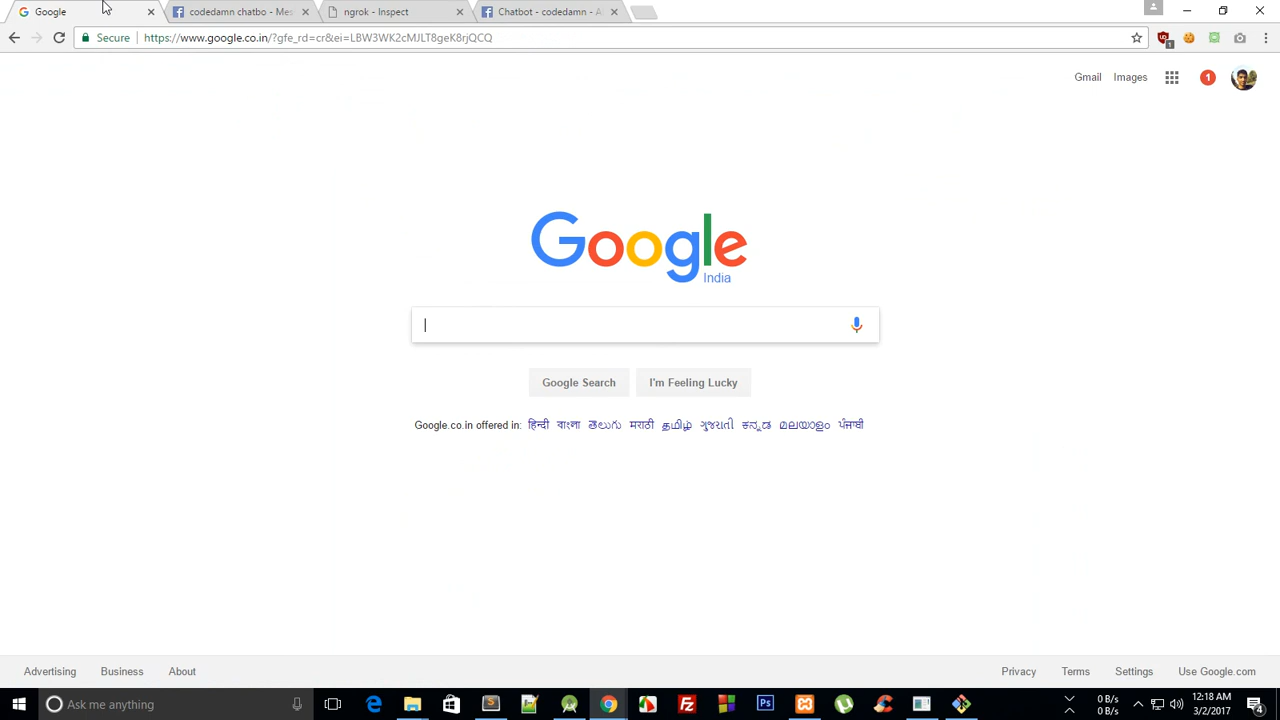 Google
codedamn chatbo - Mes
ngrok - Inspect
Chatbot - codedamn - A
Secure
https://www.google.co.in/?gfe_rd=cr&ei=LBW3WK2cMJLT8geK8rjQCQ
1
Gmail
Images
1
Google
India
Google Search
I'm Feeling Lucky
Google.co.in offered in: हिन्दी বাংলা తెలుగు मराठी தமிழ் ગુજરાતી ಕನ್ನಡ മലയാളം ਪੰਜਾਬੀ
Advertising
Business
About
Privacy
Terms
Settings
Use Google.com
Ask me anything
0 B/s
0 B/s
12:18 AM
3/2/2017
4